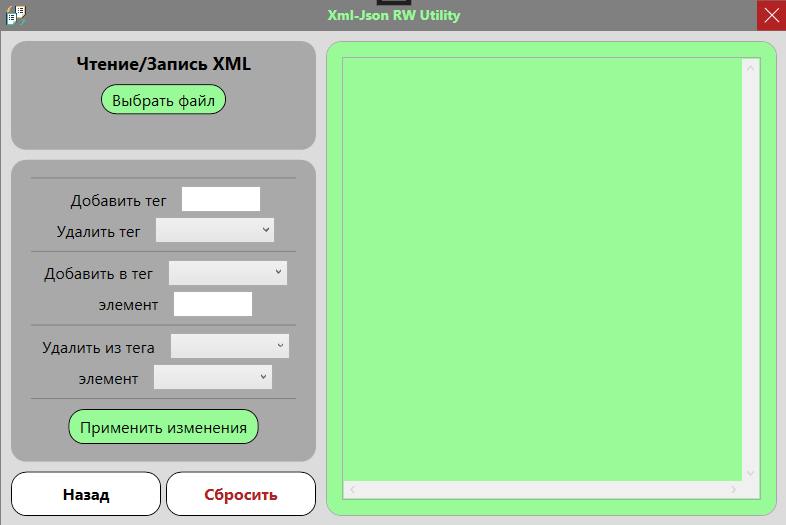 Xml-Json RW Utility
Чтение/Запись XML
Выбрать файл
Добавить тег
Удалить тег
Добавить в тег
элемент
Удалить из тега
элемент
Применить изменения
Назад
Сбросить